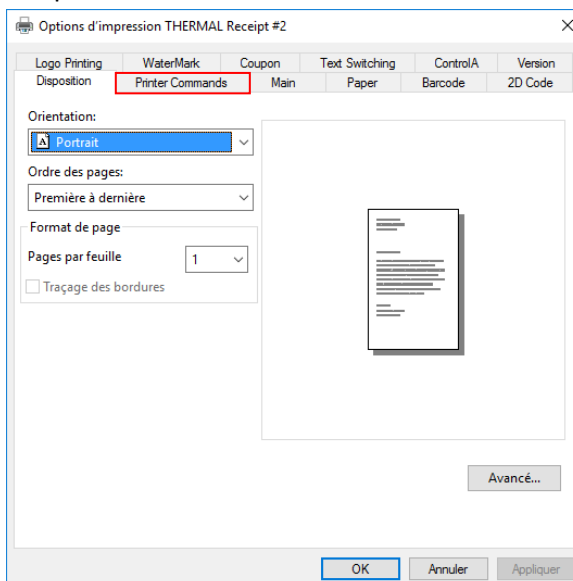 Options d'impression THERMAL Receipt #2
Logo Printing WaterMark Coupon Text Switching ControlA Version
Disposition Printer Commands Main Paper Barcode 2D Code
Orientation:
A Portrait
Ordre des pages:
Première à dernière
Format de page
Pages par feuille 1
Traçage des bordures
Avancé...
OK Annuler Appliquer